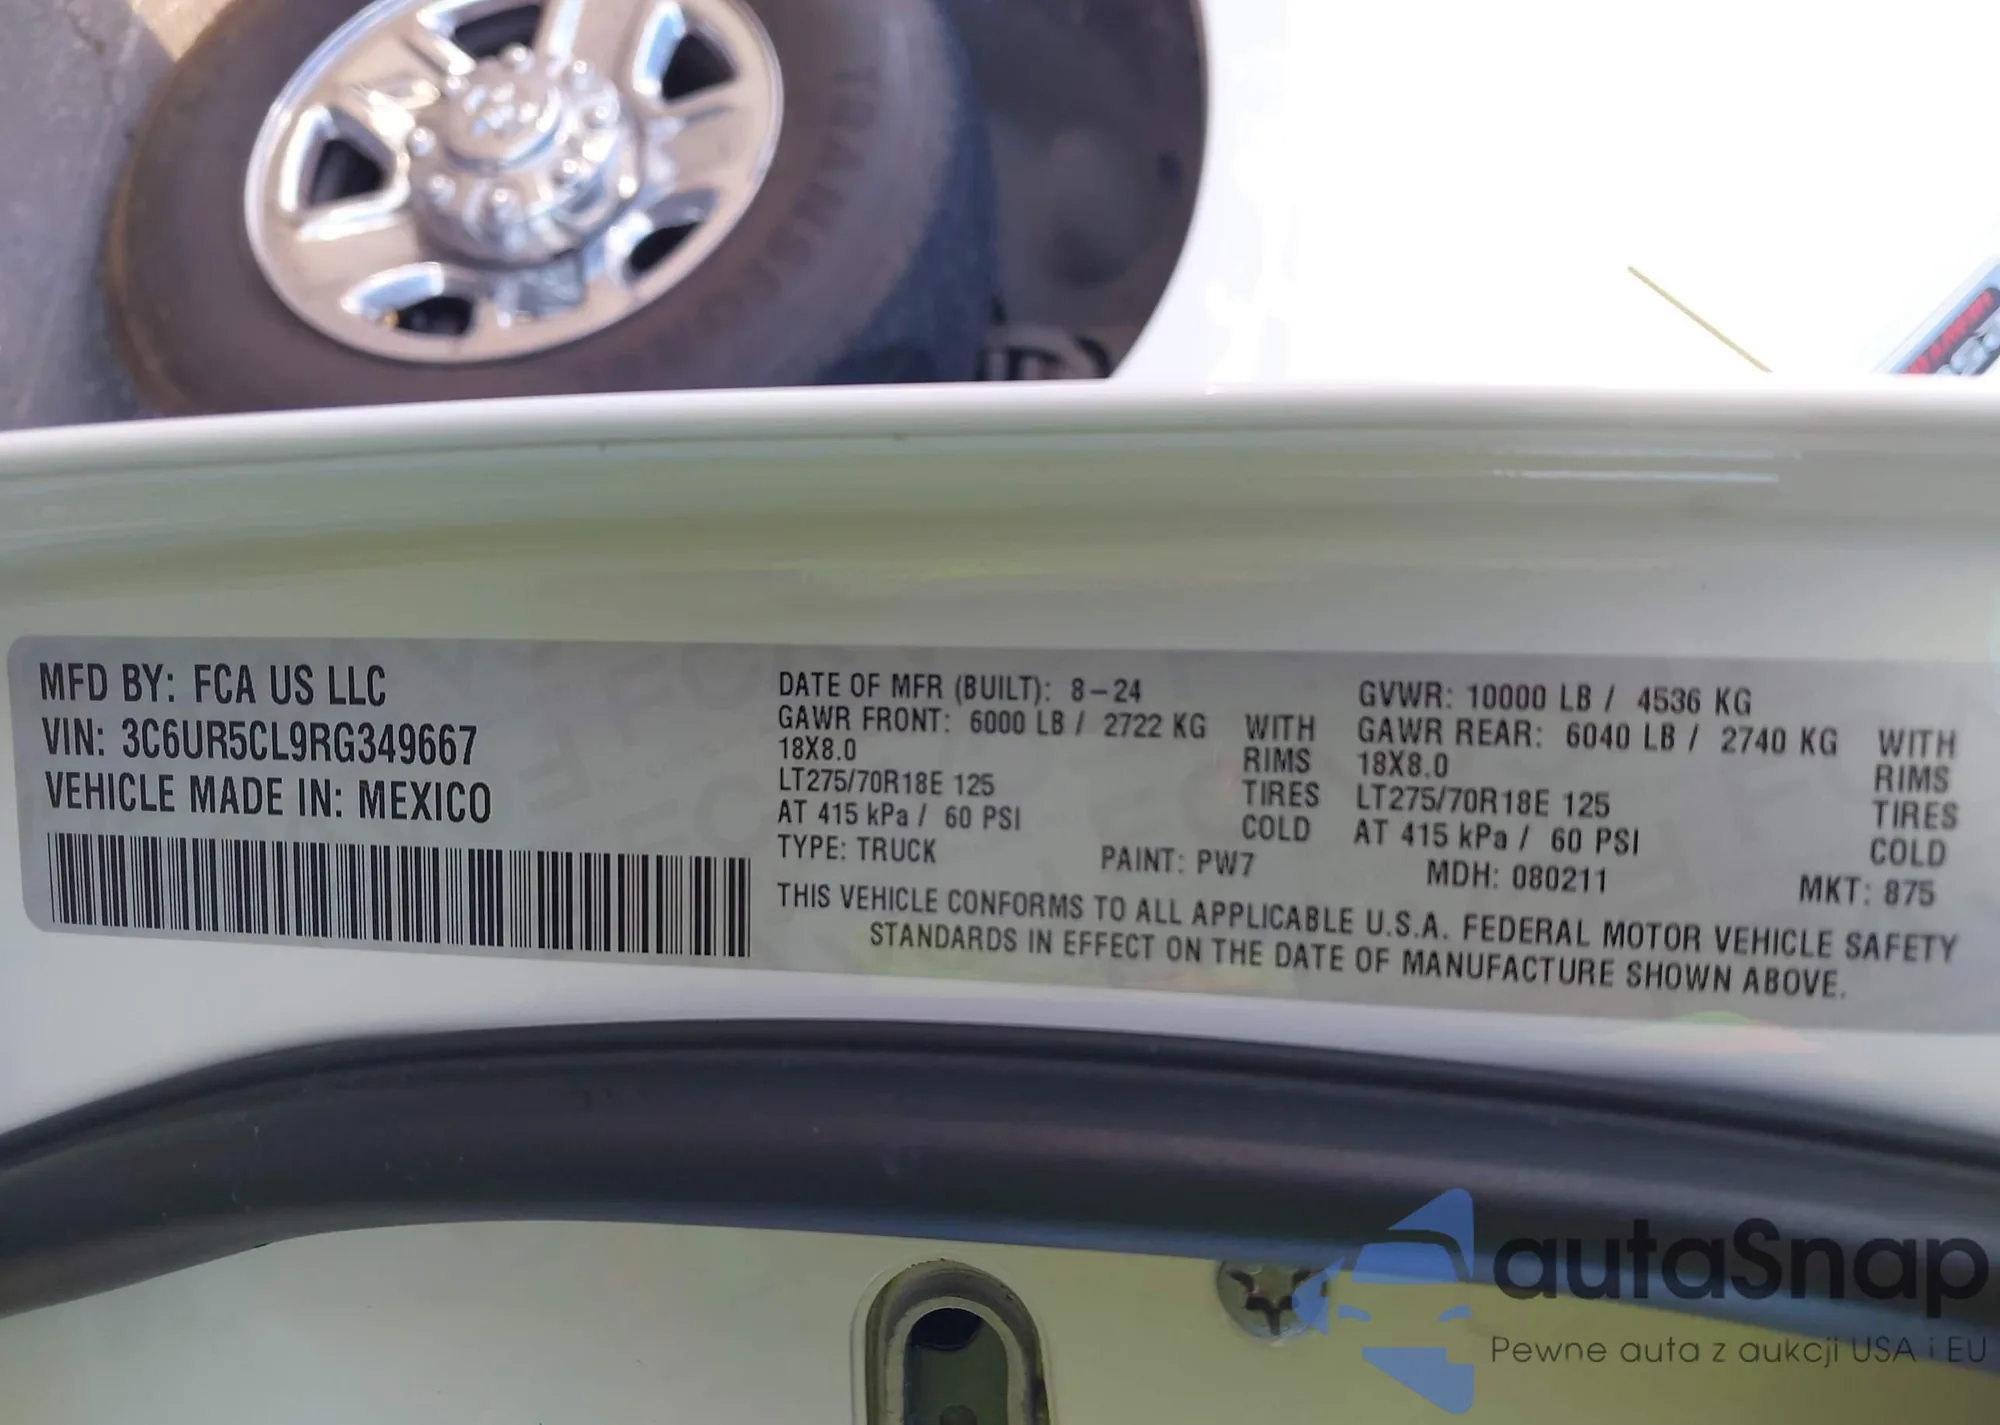 MFD BY: FCA US LLC
VIN: 3C6UR5CL9RG349667
VEHICLE MADE IN: MEXICO
DATE OF MFR (BUILT): 8-24
GVWR: 10000 LB / 4536 KG
GAWR FRONT: 6000 LB / 2722 KG WITH
18X8.0 RIMS
LT275/70R18E 125 TIRES
AT 415 kPa / 60 PSI COLD
GAWR REAR: 6040 LB / 2740 KG WITH
18X8.0 RIMS
LT275/70R18E 125 TIRES
AT 415 kPa / 60 PSI COLD
TYPE: TRUCK PAINT: PW7 MDH: 080211 MKT: 875
THIS VEHICLE CONFORMS TO ALL APPLICABLE U.S.A. FEDERAL MOTOR VEHICLE SAFETY
STANDARDS IN EFFECT ON THE DATE OF MANUFACTURE SHOWN ABOVE.
autaSnap
Pewne auta z aukcji USA i EU